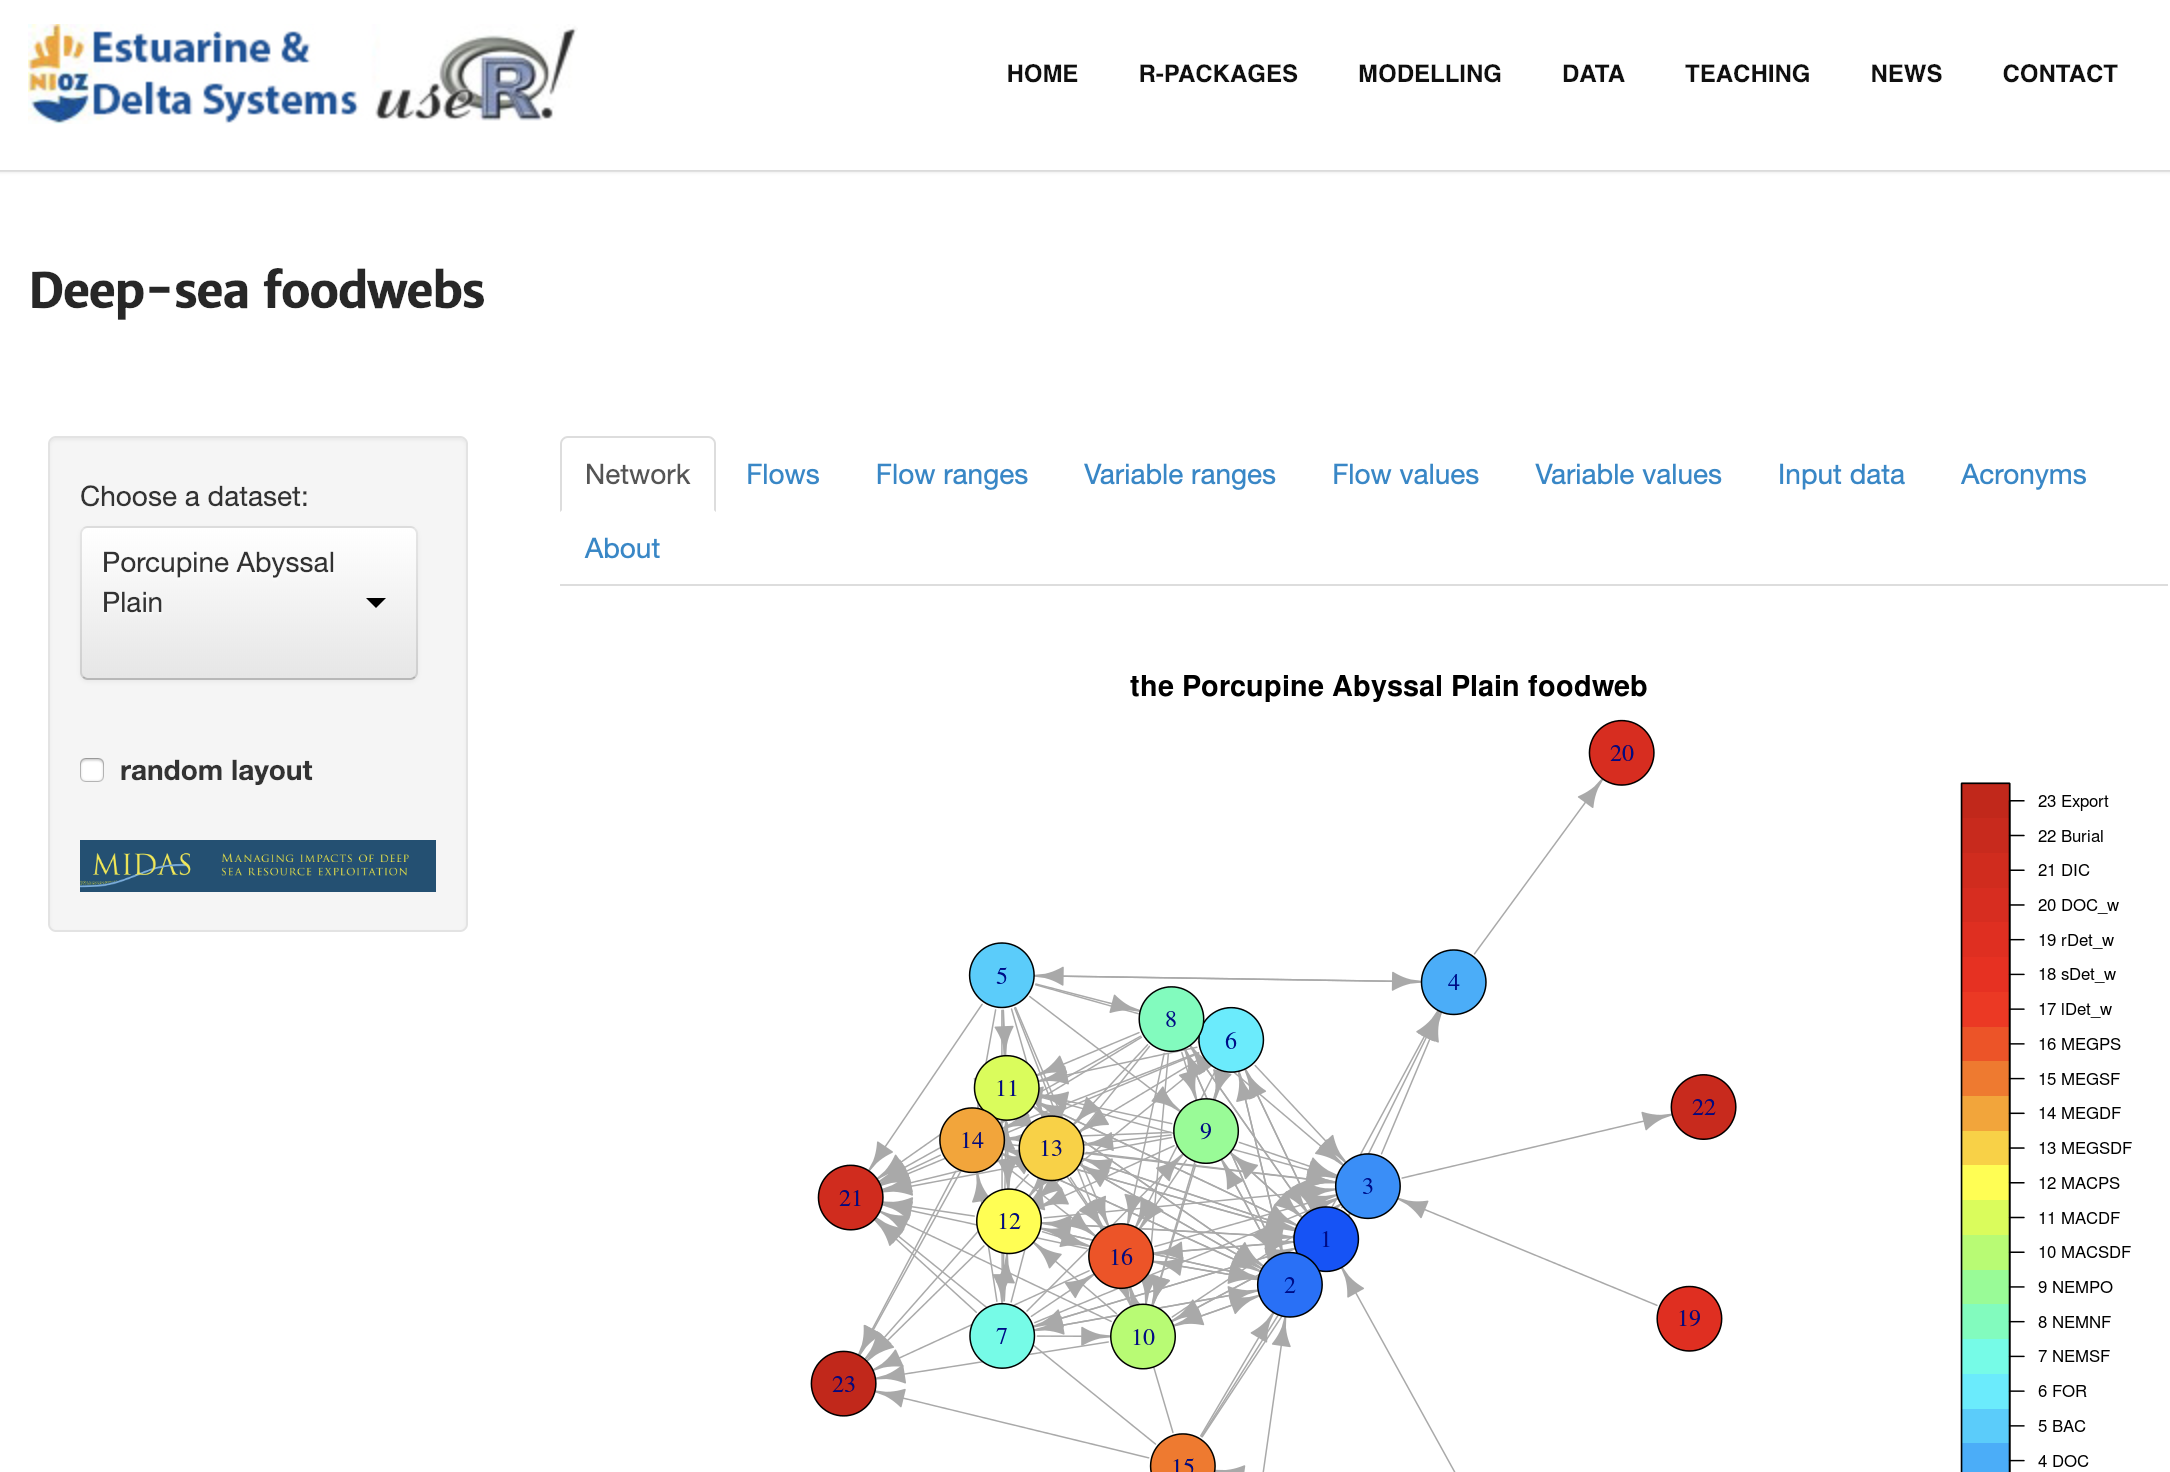 Estuarine &
NIOZ
Delta Systems
useR!
HOME
R-PACKAGES
MODELLING
DATA
TEACHING
NEWS
CONTACT
Deep-sea foodwebs
Choose a dataset:
Porcupine Abyssal
Plain
random layout
MIDAS
MANAGING IMPACTS OF DEEP
SEA RESOURCE EXPLOITATION
Network
Flows
Flow ranges
Variable ranges
Flow values
Variable values
Input data
Acronyms
About
the Porcupine Abyssal Plain foodweb
20
5
4
8
6
11
22
9
14
13
3
21
12
1
16
2
19
7
10
23
15
23 Export
22 Burial
21 DIC
20 DOC_w
19 rDet_w
18 sDet_w
17 lDet_w
16 MEGPS
15 MEGSF
14 MEGDF
13 MEGSDF
12 MACPS
11 MACDF
10 MACSDF
9 NEMPO
8 NEMNF
7 NEMSF
6 FOR
5 BAC
4 DOC